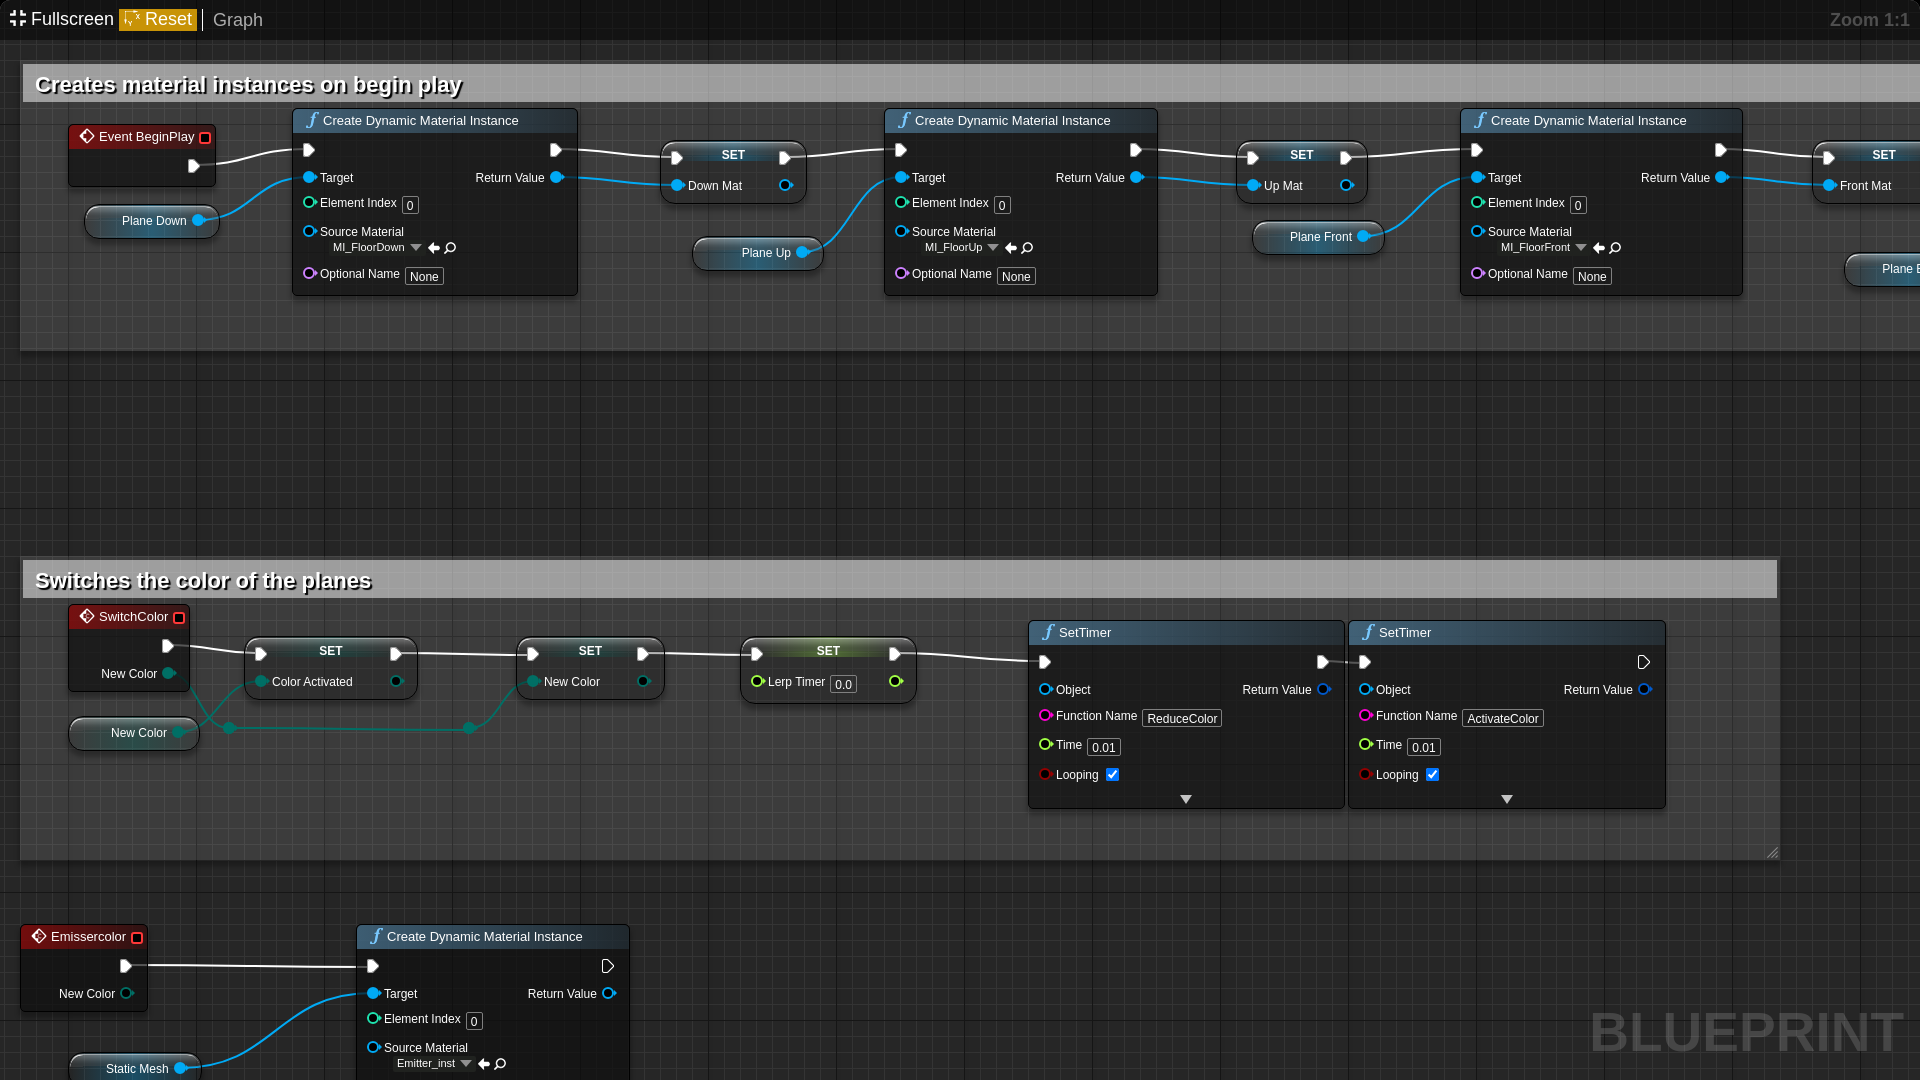 Fullscreen Reset Graph Zoom 1:1
Creates material instances on begin play
Event BeginPlay
Plane Down
Create Dynamic Material Instance
Target Return Value
Element Index 0
Source Material
MI_FloorDown
Optional Name None
SET
Down Mat
Plane Up
Create Dynamic Material Instance
Target Return Value
Element Index 0
Source Material
MI_FloorUp
Optional Name None
SET
Up Mat
Plane Front
Create Dynamic Material Instance
Target Return Value
Element Index 0
Source Material
MI_FloorFront
Optional Name None
SET
Front Mat
Plane
Switches the color of the planes
SwitchColor
New Color
New Color
SET
Color Activated
SET
New Color
SET
Lerp Timer 0.0
SetTimer
Object Return Value
Function Name ReduceColor
Time 0.01
Looping
SetTimer
Object Return Value
Function Name ActivateColor
Time 0.01
Looping
Emissercolor
New Color
Static Mesh
Create Dynamic Material Instance
Target Return Value
Element Index 0
Source Material
Emitter_inst
BLUEPRINT